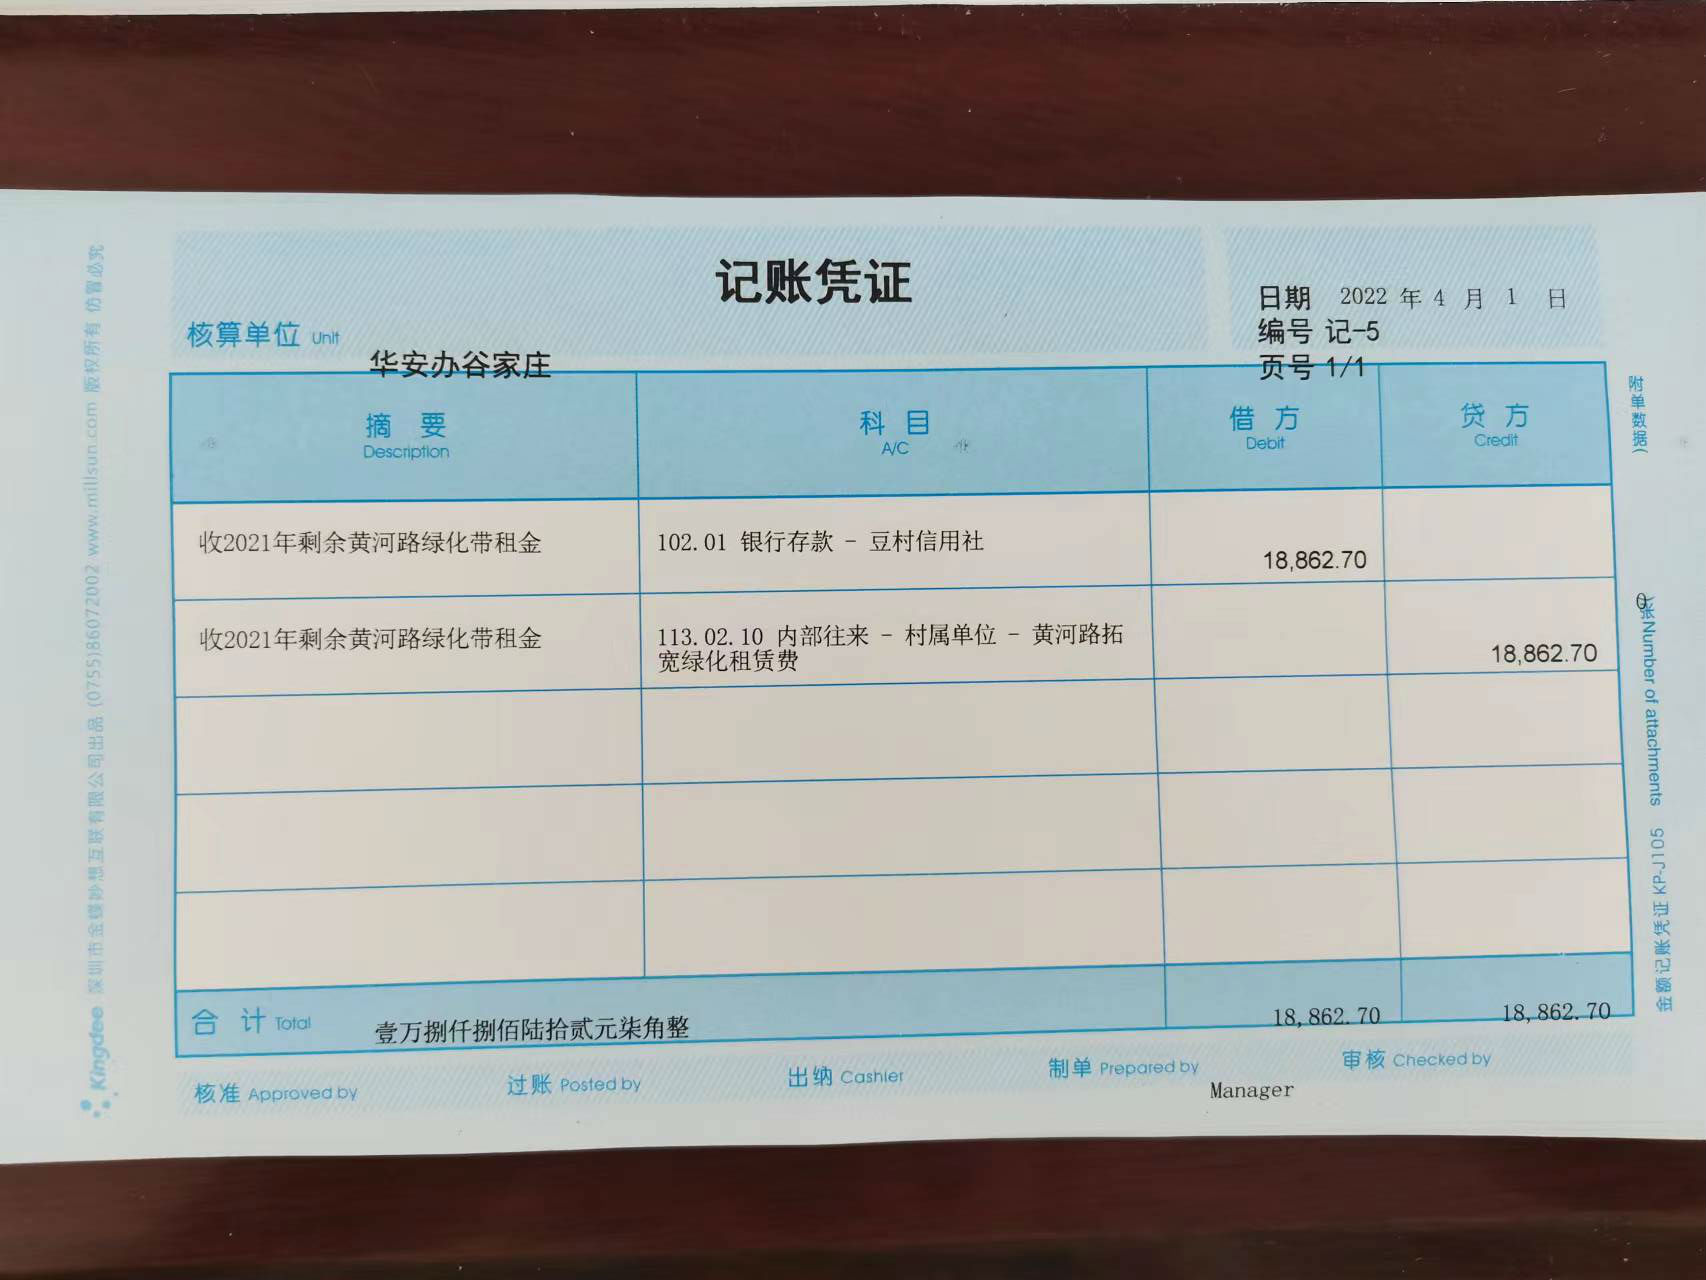 记账凭证
日期 2022 年 4 月 1 日
核算单位 Unit
编号 记-5
华安办谷家庄
页号 1/1
摘 要 科 目 借 方 贷 方
Description A/C Debit Credit
收2021年剩余黄河路绿化带租金 102.01 银行存款 - 豆村信用社 18,862.70
收2021年剩余黄河路绿化带租金 113.02.10 内部往来 - 村属单位 - 黄河路拓
宽绿化租赁费 18,862.70
合 计 Total 壹万捌仟捌佰陆拾贰元柒角整 18,862.70 18,862.70
核准 Approved by 过账 Posted by 出纳 Cashier 制单 Prepared by 审核 Checked by
Manager
附单数据)
0
张 Number of attachments
金额记账凭证 KP-J105
Kingdee 深圳市金蝶妙想互联有限公司出品 (0755)86072002 www.millsun.com 版权所有 仿冒必究